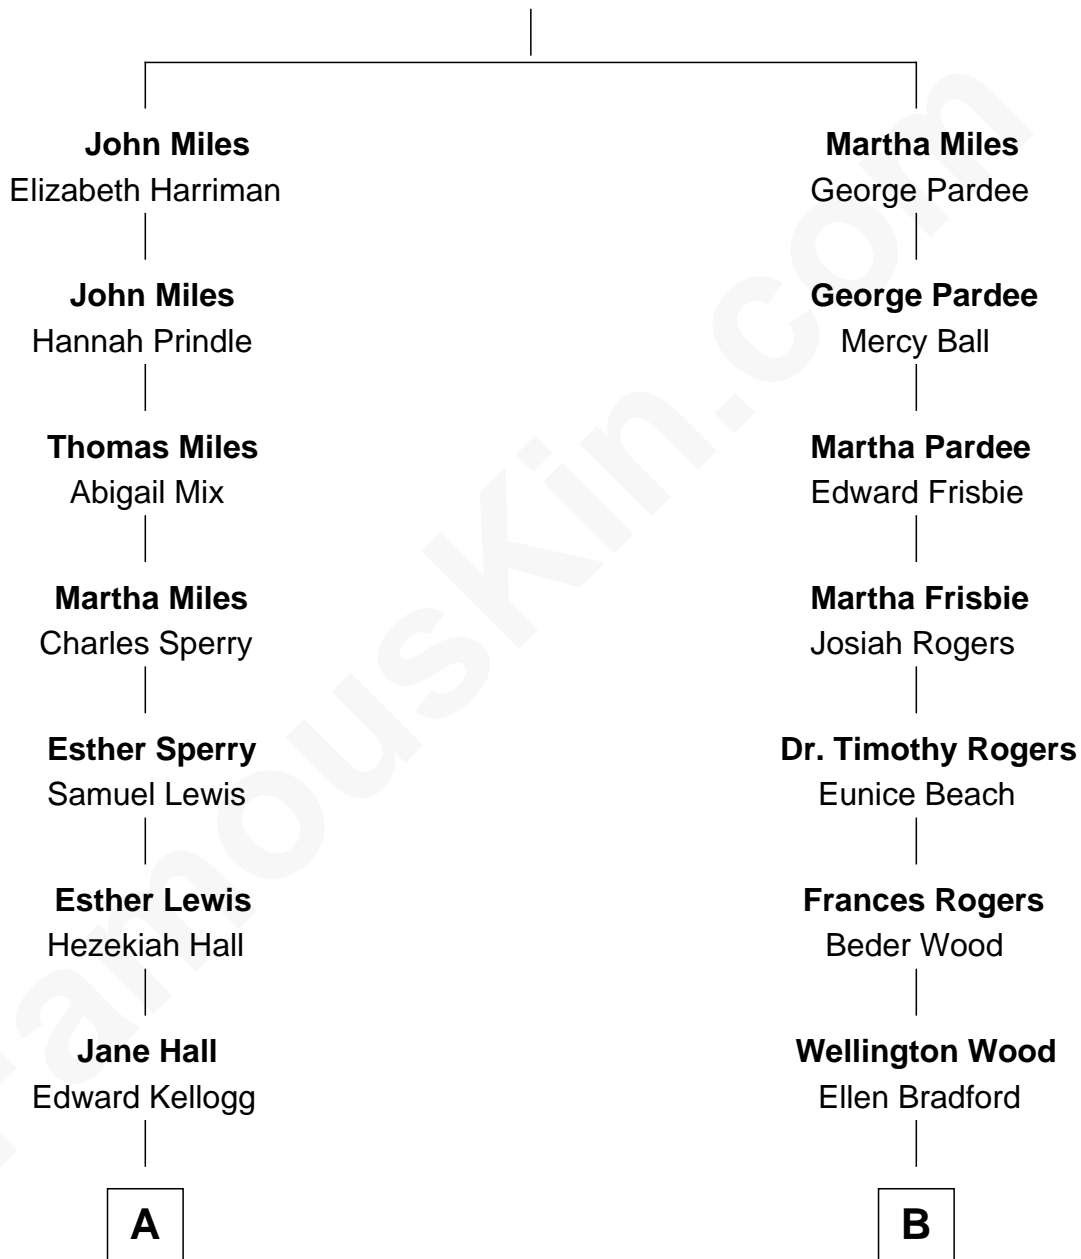 John Miles
Elizabeth Harriman
John Miles
Hannah Prindle
Thomas Miles
Abigail Mix
Martha Miles
Charles Sperry
Esther Sperry
Samuel Lewis
Esther Lewis
Hezekiah Hall
Jane Hall
Edward Kellogg
A
Martha Miles
George Pardee
George Pardee
Mercy Ball
Martha Pardee
Edward Frisbie
Martha Frisbie
Josiah Rogers
Dr. Timothy Rogers
Eunice Beach
Frances Rogers
Beder Wood
Wellington Wood
Ellen Bradford
B
FamousKin.com